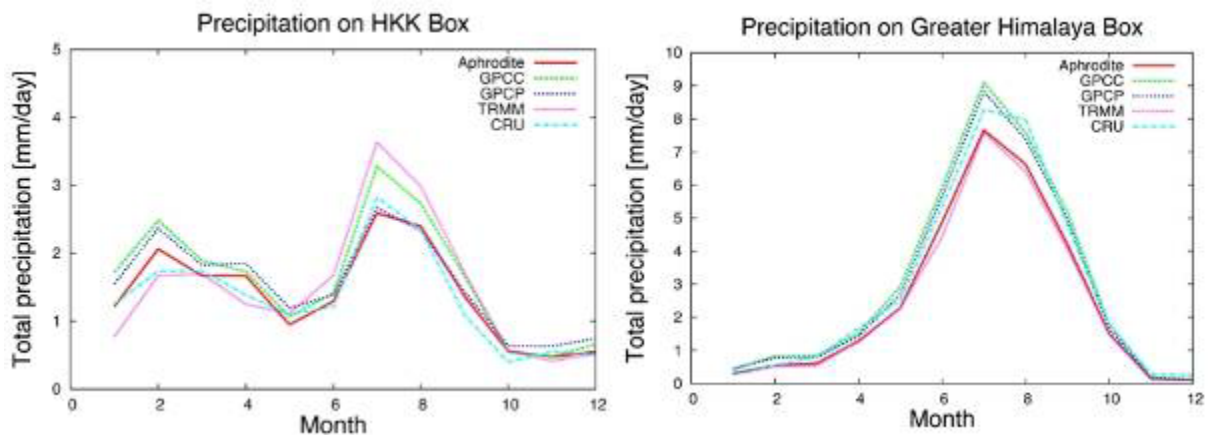 Precipitation on HKK Box
Total precipitation [mm/day]
5
4
3
2
1
0
Aphrodite
GPCC
GPCP
TRMM
CRU
0 2 4 6 8 10 12
Month
Precipitation on Greater Himalaya Box
Total precipitation [mm/day]
10
9
8
7
6
5
4
3
2
1
0
Aphrodite
GPCC
GPCP
TRMM
CRU
0 2 4 6 8 10 12
Month